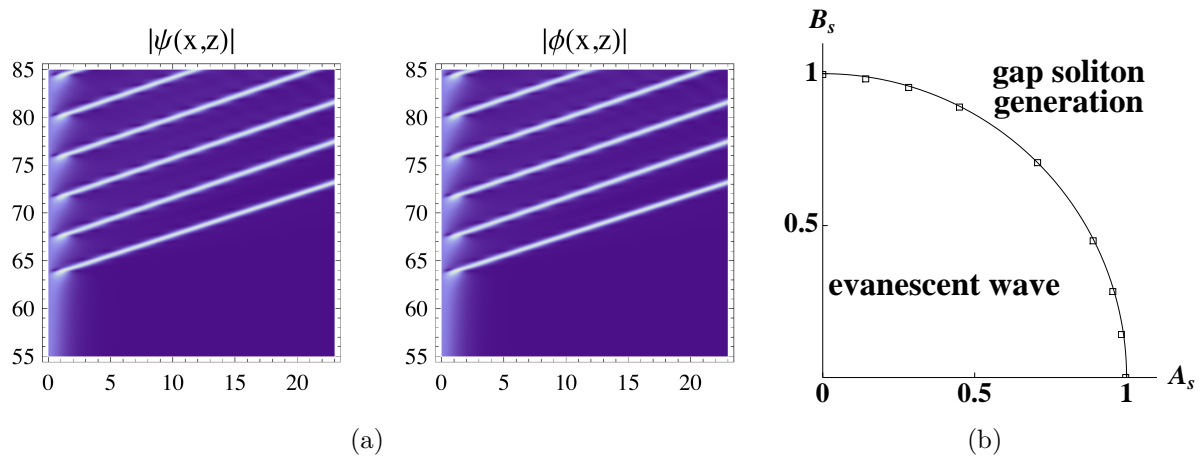 |ψ(x,z)|
85
80
75
70
65
60
55
0 5 10 15 20
(a)
|ϕ(x,z)|
85
80
75
70
65
60
55
0 5 10 15 20
B_s
1
0.5
0 0.5 1
A_s
gap soliton
generation
evanescent wave
(b)